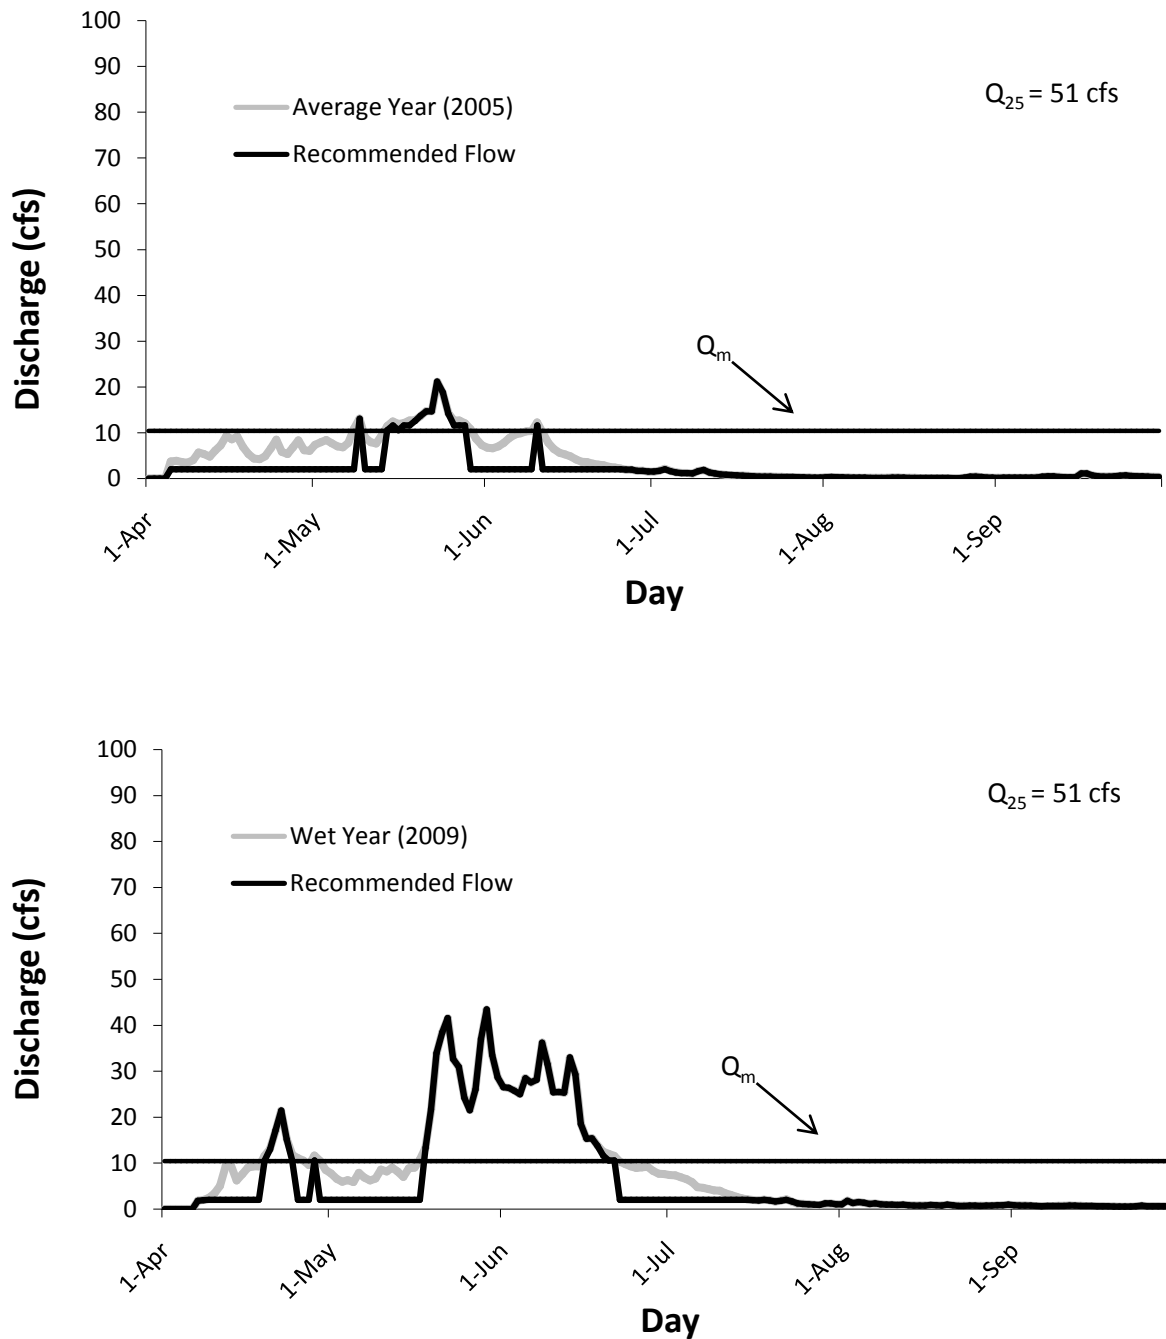 100
90
80
70
60
50
40
30
20
10
0
Discharge (cfs)
Average Year (2005)
Recommended Flow
Q25 = 51 cfs
Qm
1-Apr
1-May
1-Jun
1-Jul
1-Aug
1-Sep
Day
100
90
80
70
60
50
40
30
20
10
0
Discharge (cfs)
Wet Year (2009)
Recommended Flow
Q25 = 51 cfs
Qm
1-Apr
1-May
1-Jun
1-Jul
1-Aug
1-Sep
Day